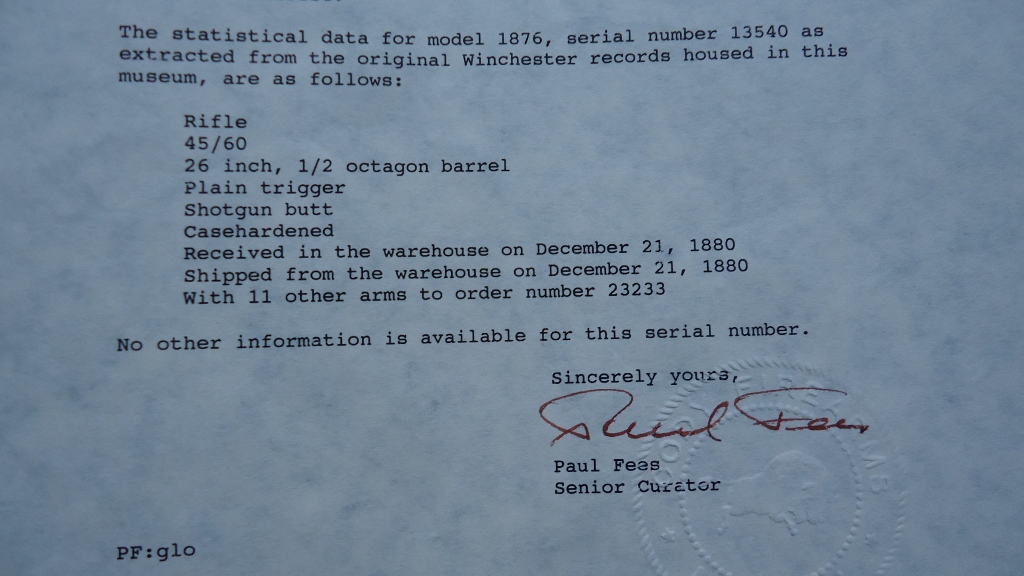 The statistical data for model 1876, serial number 13540 as
extracted from the original Winchester records housed in this
museum, are as follows:
Rifle
45/60
26 inch, 1/2 octagon barrel
Plain trigger
Shotgun butt
Casehardened
Received in the warehouse on December 21, 1880
Shipped from the warehouse on December 21, 1880
With 11 other arms to order number 23233
No other information is available for this serial number.
Sincerely yours,
Paul Fees
Paul Fees
Senior Curator
PF:glo